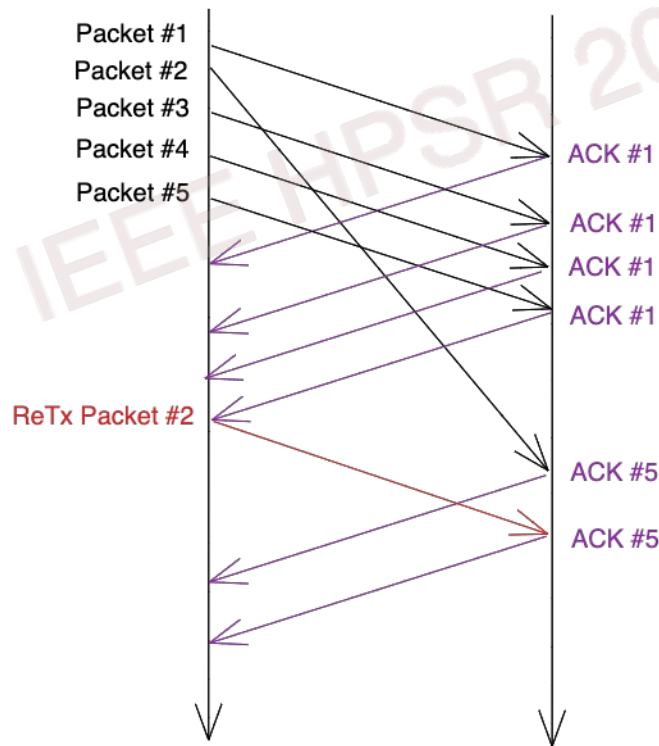 Packet #1
Packet #2
Packet #3
Packet #4
Packet #5
ACK #1
ACK #1
ACK #1
ACK #1
ReTx Packet #2
ACK #5
ACK #5
IEEE HPSR 20